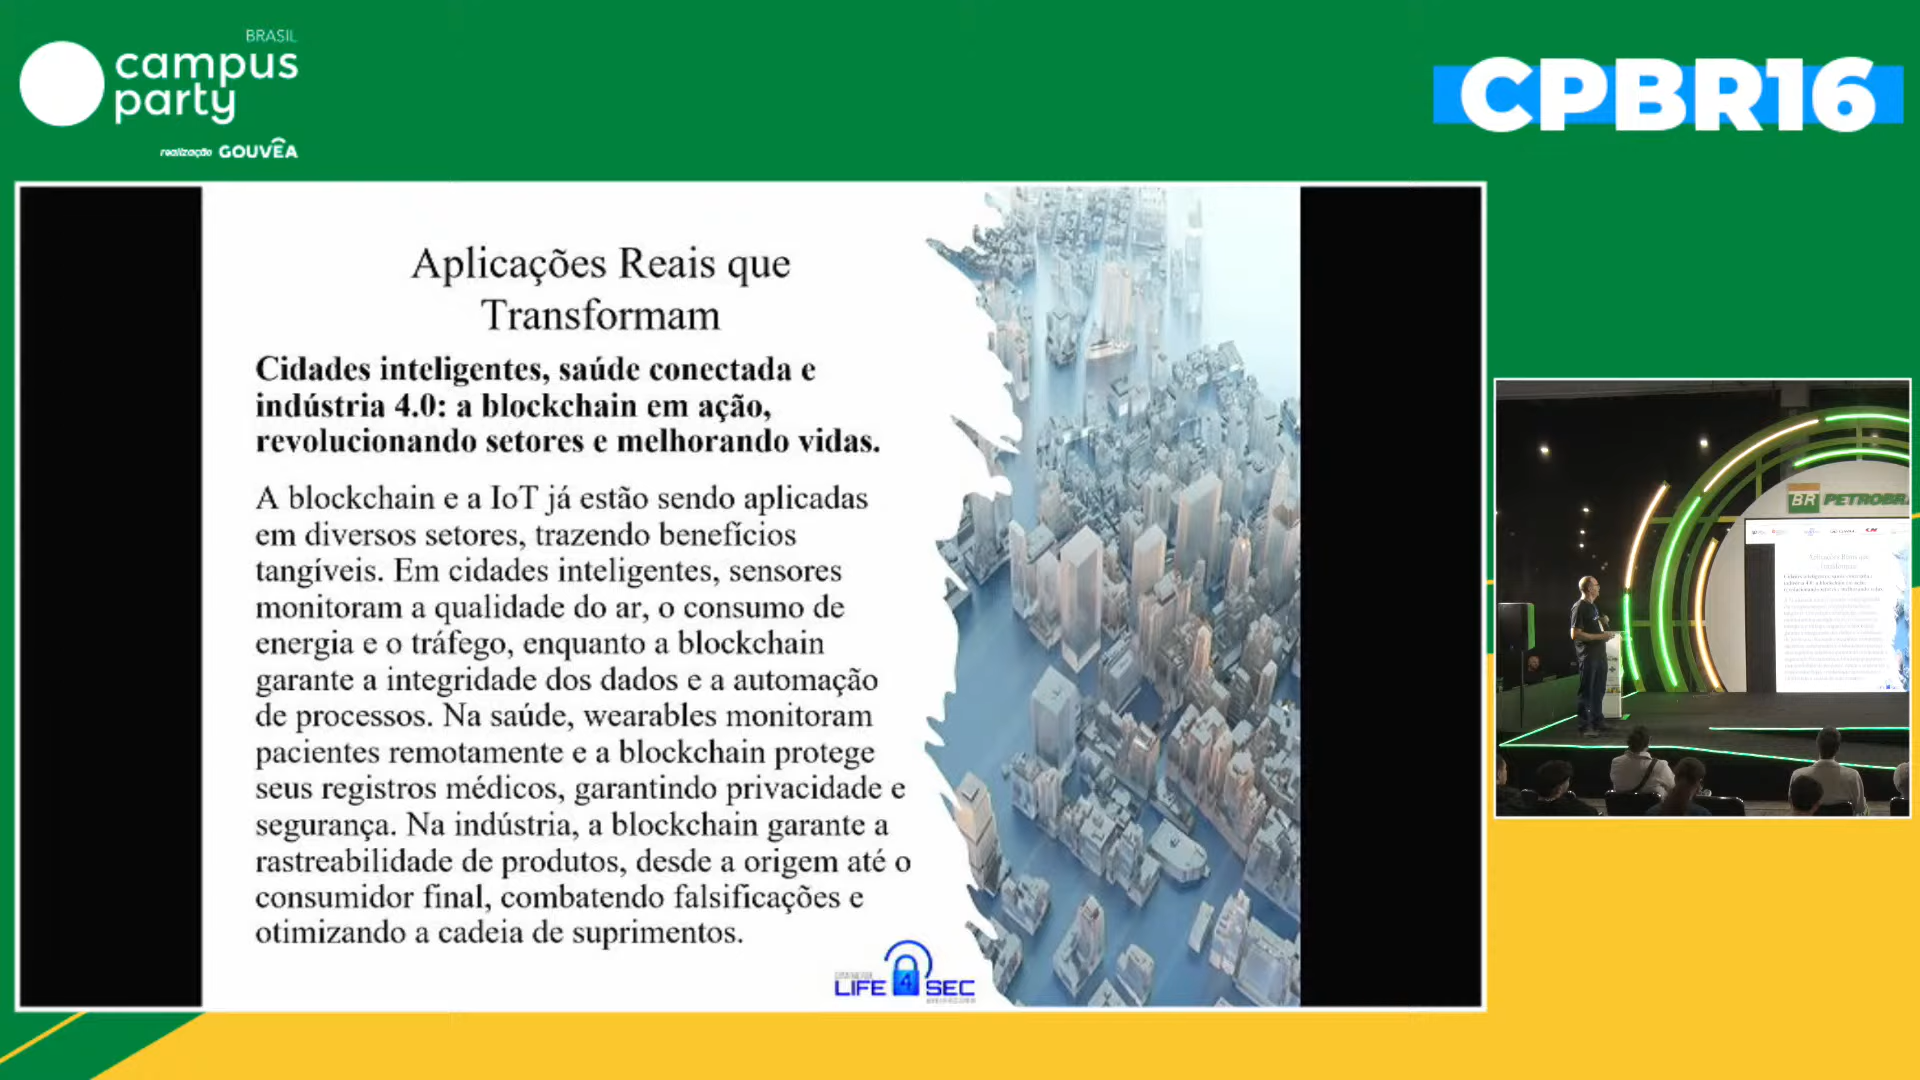 BRASIL
campus
party
realização GOUVÊA
CPBR16
Aplicações Reais que
Transformam
Cidades inteligentes, saúde conectada e
indústria 4.0: a blockchain em ação,
revolucionando setores e melhorando vidas.
A blockchain e a IoT já estão sendo aplicadas
em diversos setores, trazendo benefícios
tangíveis. Em cidades inteligentes, sensores
monitoram a qualidade do ar, o consumo de
energia e o tráfego, enquanto a blockchain
garante a integridade dos dados e a automação
de processos. Na saúde, wearables monitoram
pacientes remotamente e a blockchain protege
seus registros médicos, garantindo privacidade e
segurança. Na indústria, a blockchain garante a
rastreabilidade de produtos, desde a origem até o
consumidor final, combatendo falsificações e
otimizando a cadeia de suprimentos.
LIFE 4 SEC
BR PETROBR